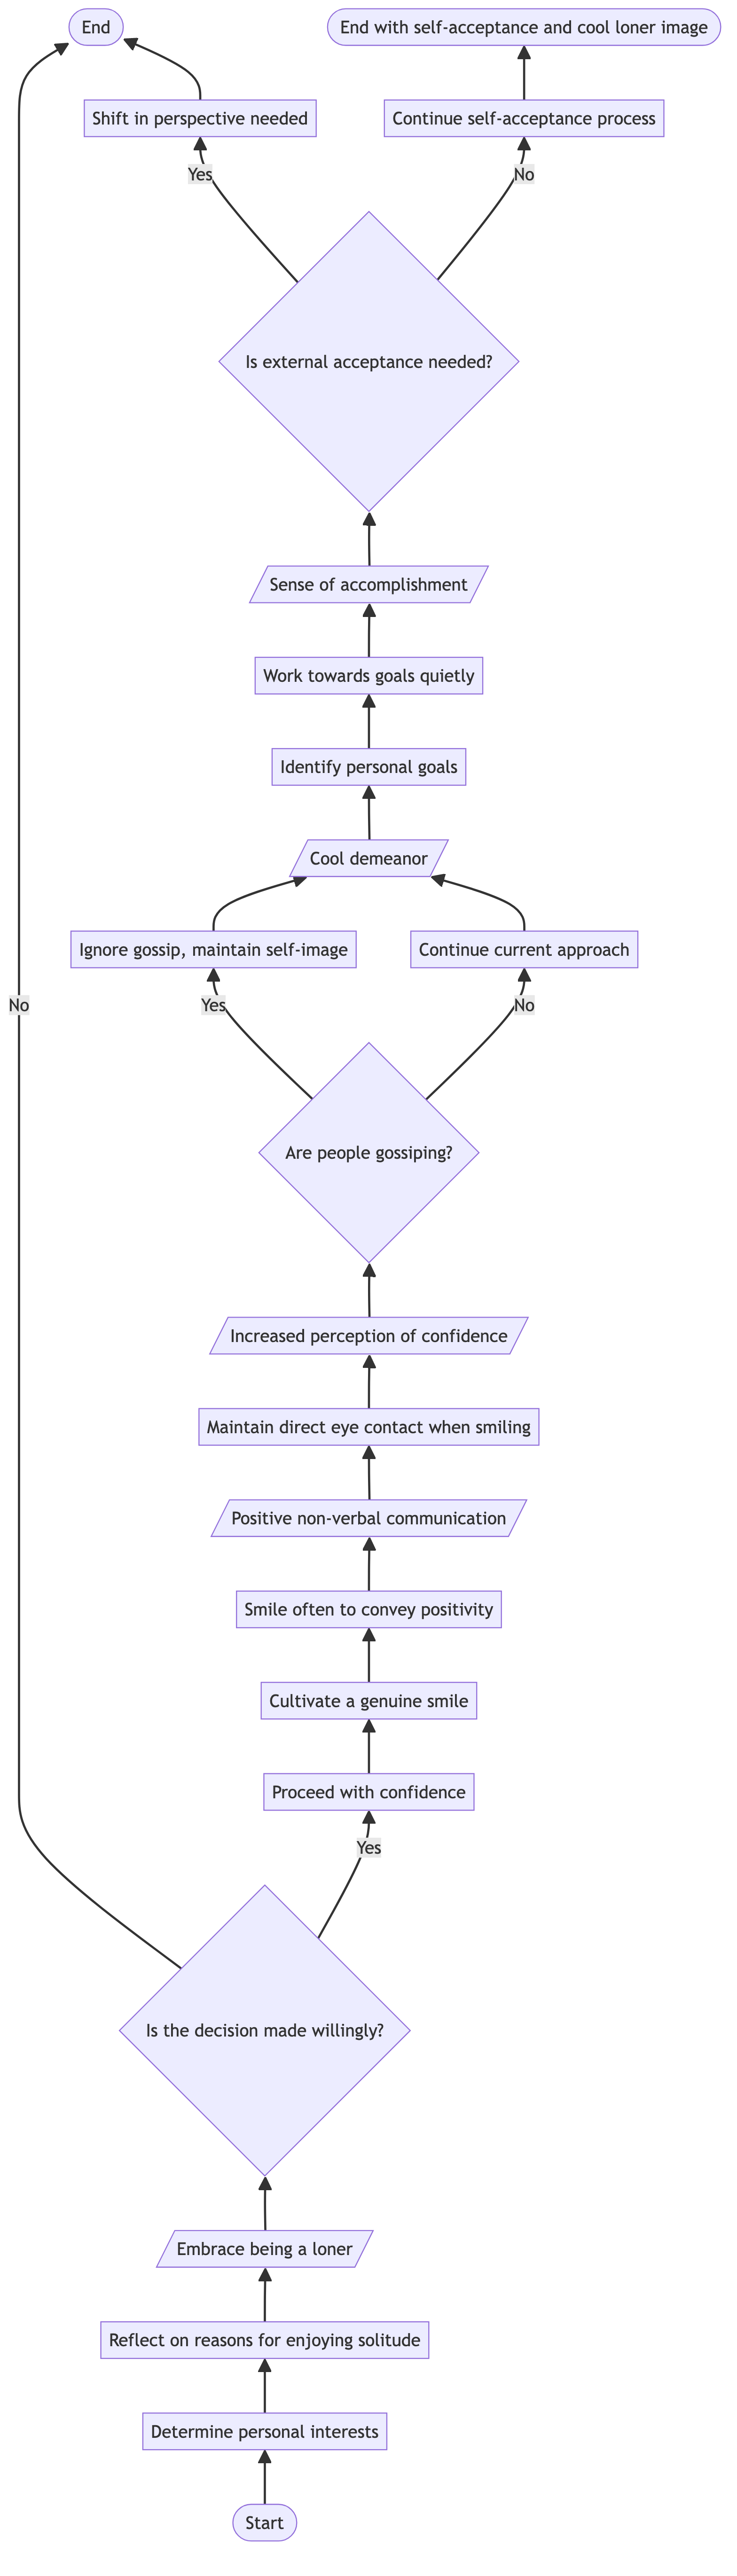 End
End with self-acceptance and cool loner image
Shift in perspective needed
Continue self-acceptance process
Yes
No
Is external acceptance needed?
Sense of accomplishment
Work towards goals quietly
Identify personal goals
Cool demeanor
Ignore gossip, maintain self-image
Continue current approach
No
Yes
No
Are people gossiping?
Increased perception of confidence
Maintain direct eye contact when smiling
Positive non-verbal communication
Smile often to convey positivity
Cultivate a genuine smile
Proceed with confidence
Yes
Is the decision made willingly?
Embrace being a loner
Reflect on reasons for enjoying solitude
Determine personal interests
Start